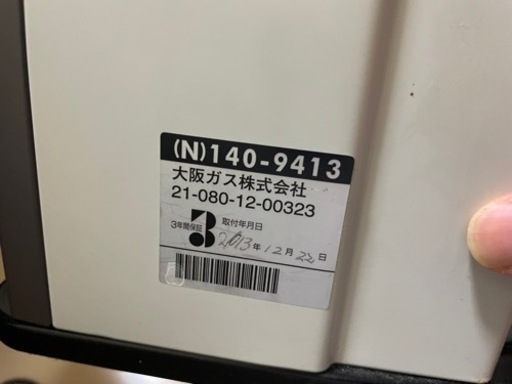 (N)140-9413
大阪ガス株式会社
21-080-12-00323
取付年月日
3年間保証 2013年12月22日